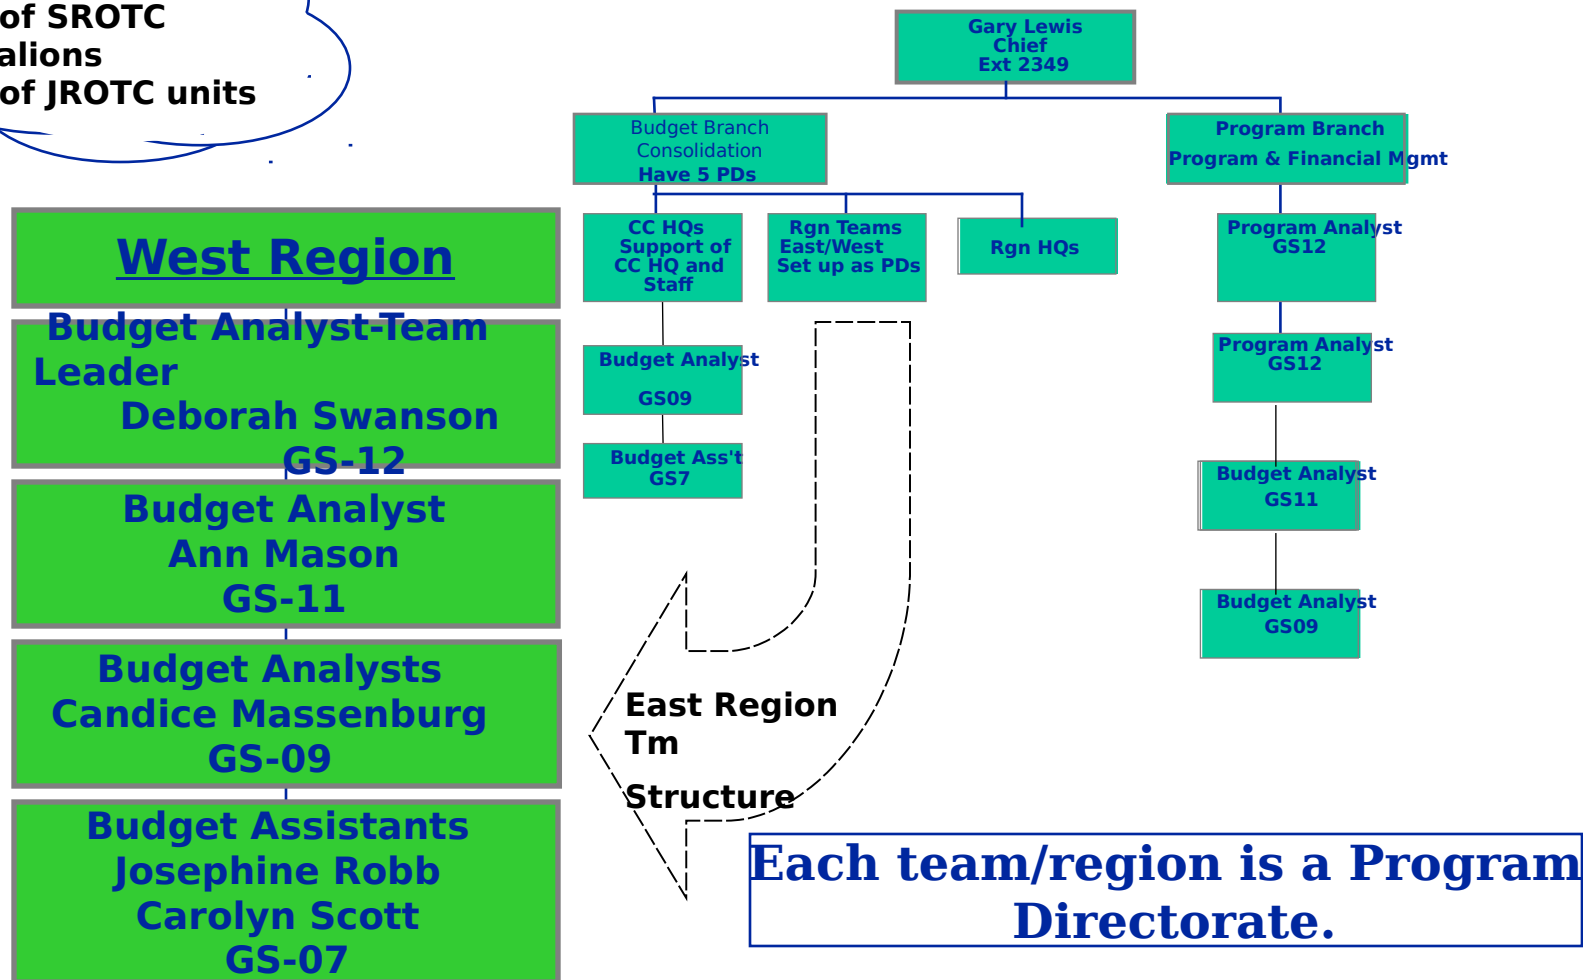 of SROTC
alions
of JROTC units
Gary Lewis
Chief
Ext 2349
Budget Branch
Consolidation
Have 5 PDs
Program Branch
Program & Financial Mgmt
CC HQs
Support of
CC HQ and
Staff
Rgn Teams
East/West
Set up as PDs
Rgn HQs
Program Analyst
GS12
Budget Analyst
GS09
Budget Ass't
GS7
Program Analyst
GS12
Budget Analyst
GS11
Budget Analyst
GS09
West Region
Budget Analyst-Team
Leader
Deborah Swanson
GS-12
Budget Analyst
Ann Mason
GS-11
Budget Analysts
Candice Massenburg
GS-09
Budget Assistants
Josephine Robb
Carolyn Scott
GS-07
East Region
Tm
Structure
Each team/region is a Program
Directorate.